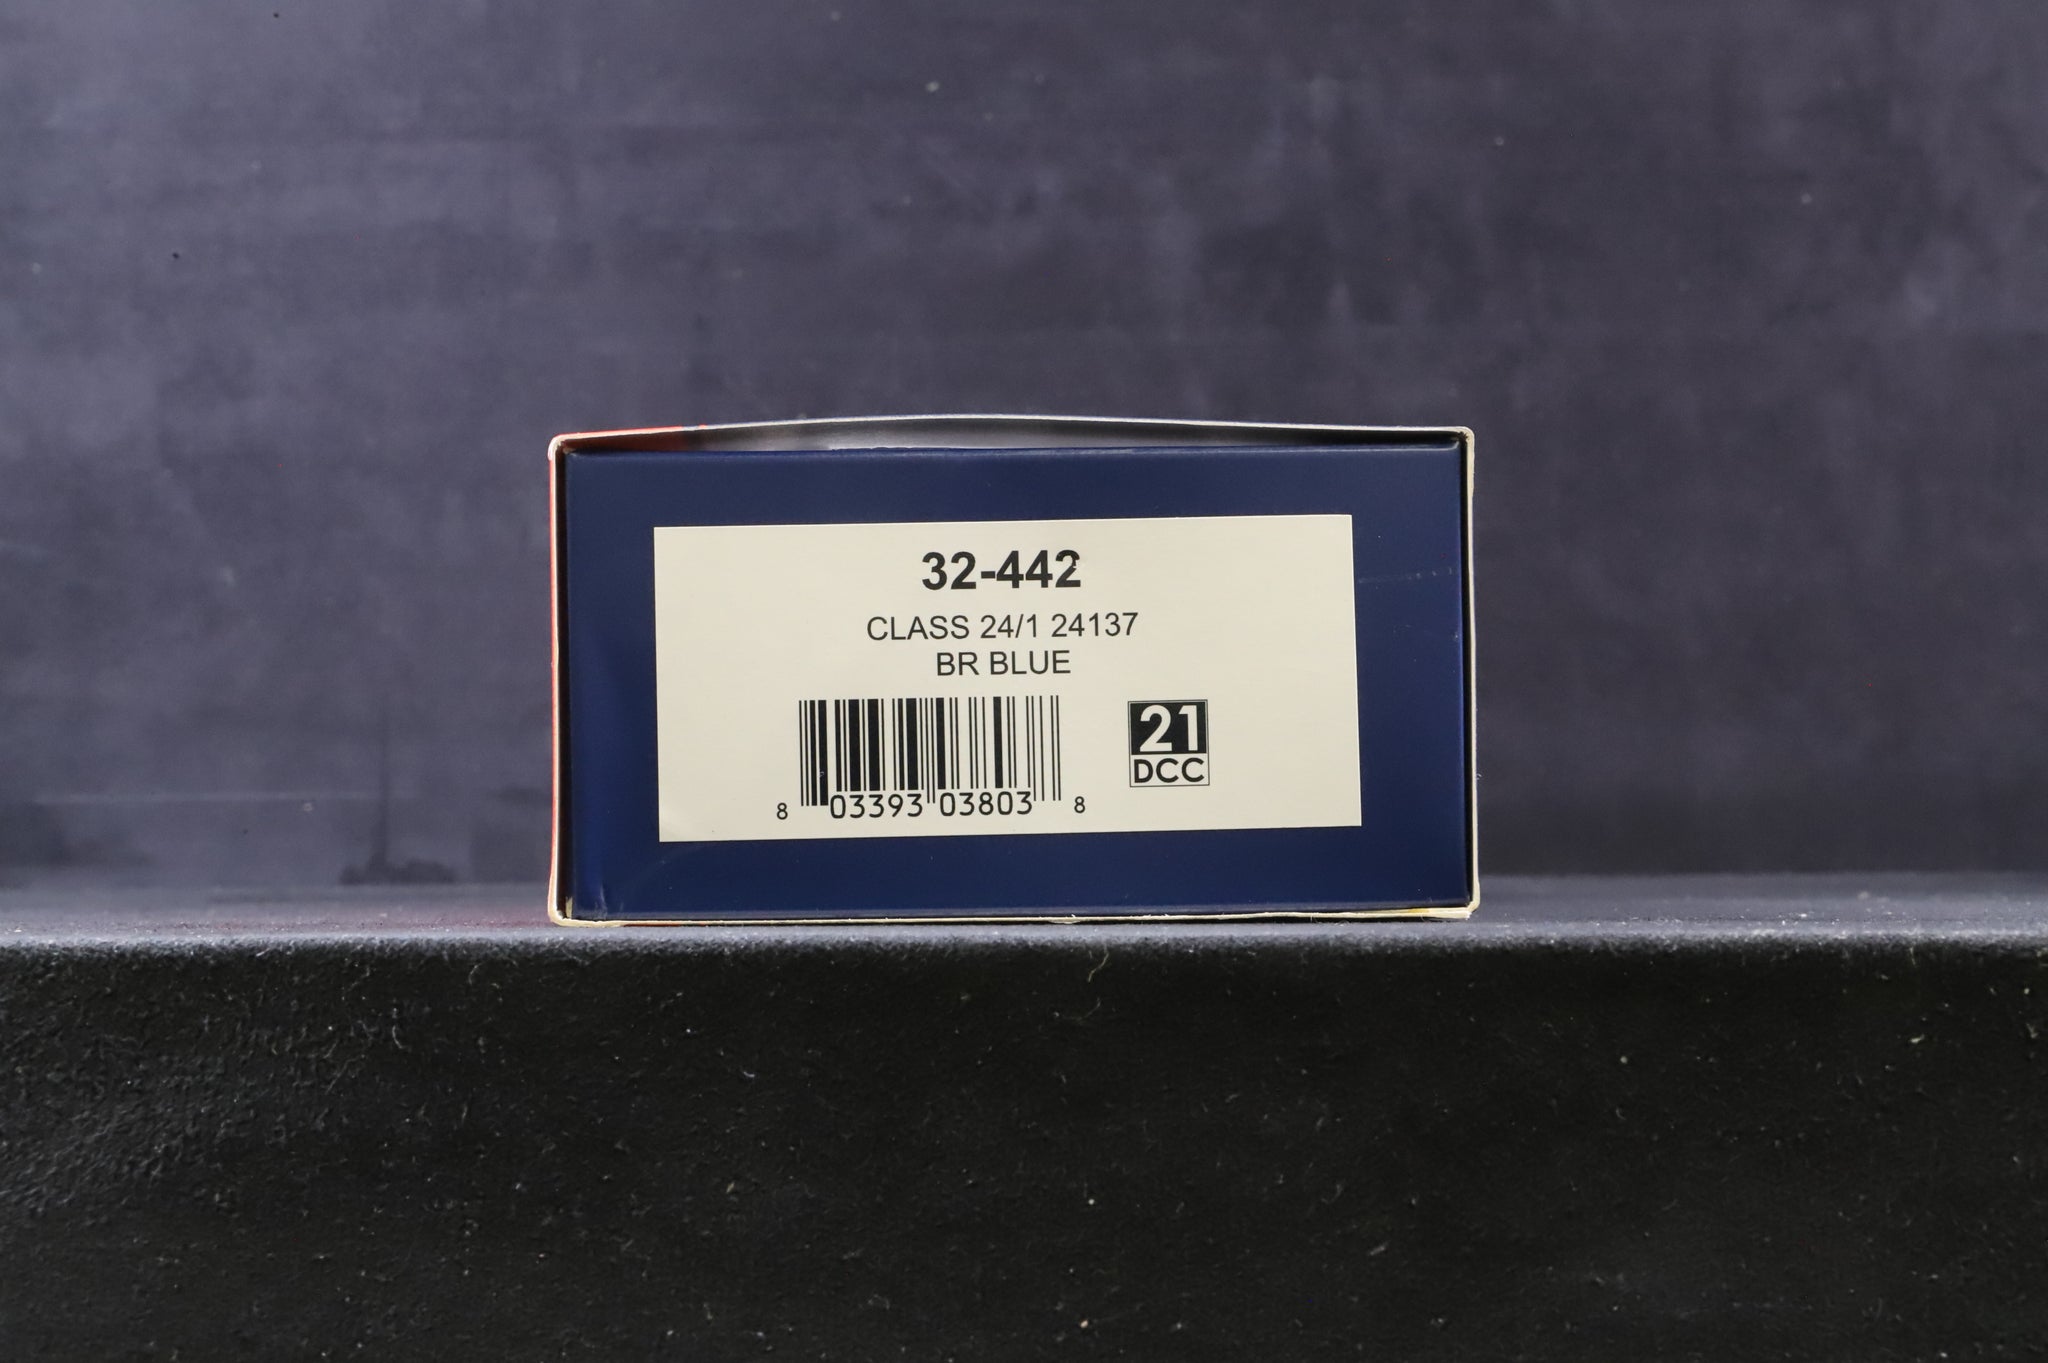 32-442
CLASS 24/1 24137
BR BLUE
21
DCC
8 03393 03803 8